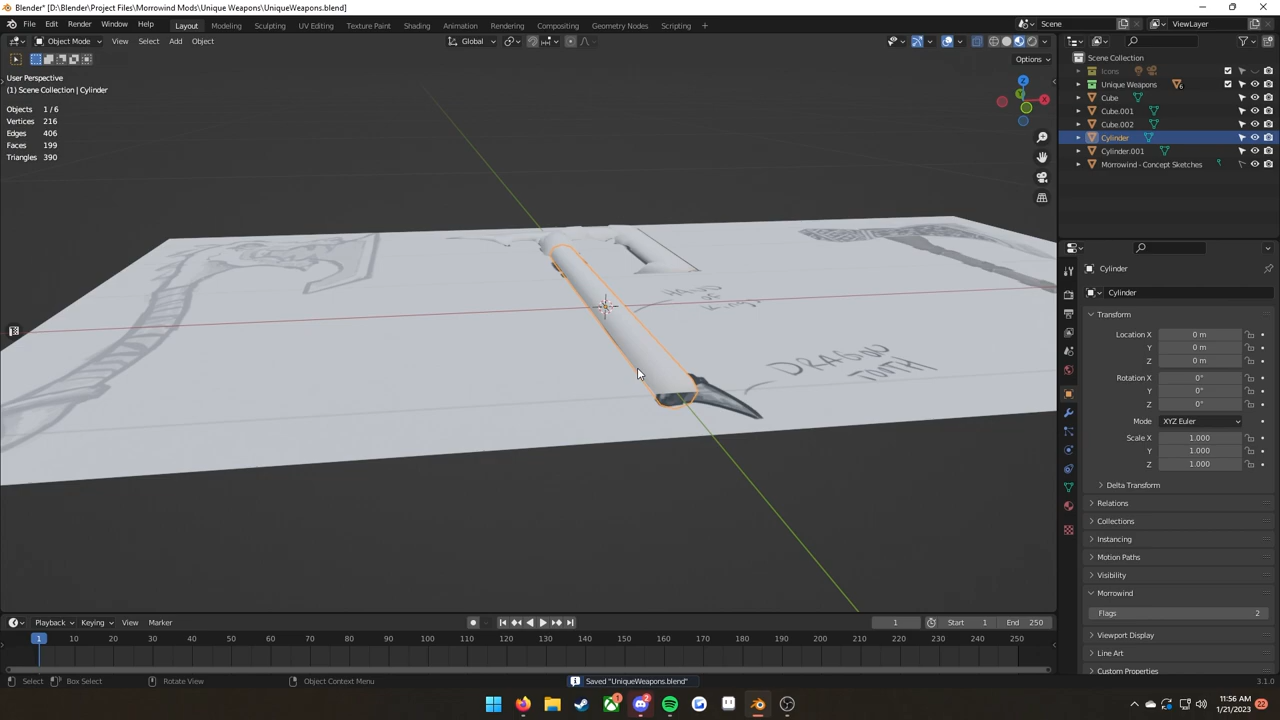 Blender* [D:\Blender\Project Files\Morrowind Mods\Unique Weapons\UniqueWeapons.blend]
File Edit Render Window Help Layout Modeling Sculpting UV Editing Texture Paint Shading Animation Rendering Compositing Geometry Nodes Scripting + Scene ViewLayer
Object Mode View Select Add Object Global
Options
User Perspective
(1) Scene Collection | Cylinder
Objects 1 / 6
Vertices 216
Edges 406
Faces 199
Triangles 390
Z
X
Y
DRAGON
TOOTH
Scene Collection
Icons
Unique Weapons 6
Cube
Cube.001
Cube.002
Cylinder
Cylinder.001
Morrowind - Concept Sketches
Cylinder
Cylinder
Transform
Location X 0 m
Y 0 m
Z 0 m
Rotation X 0°
Y 0°
Z 0°
Mode XYZ Euler
Scale X 1.000
Y 1.000
Z 1.000
Delta Transform
Relations
Collections
Instancing
Motion Paths
Visibility
Morrowind
Flags 2
Viewport Display
Line Art
Custom Properties
Playback Keying View Marker 1 Start 1 End 250
1 10 20 30 40 50 60 70 80 90 100 110 120 130 140 150 160 170 180 190 200 210 220 230 240 250
Select Box Select Rotate View Object Context Menu Saved "UniqueWeapons.blend" 3.1.0
1 2
11:56 AM
1/21/2023
22